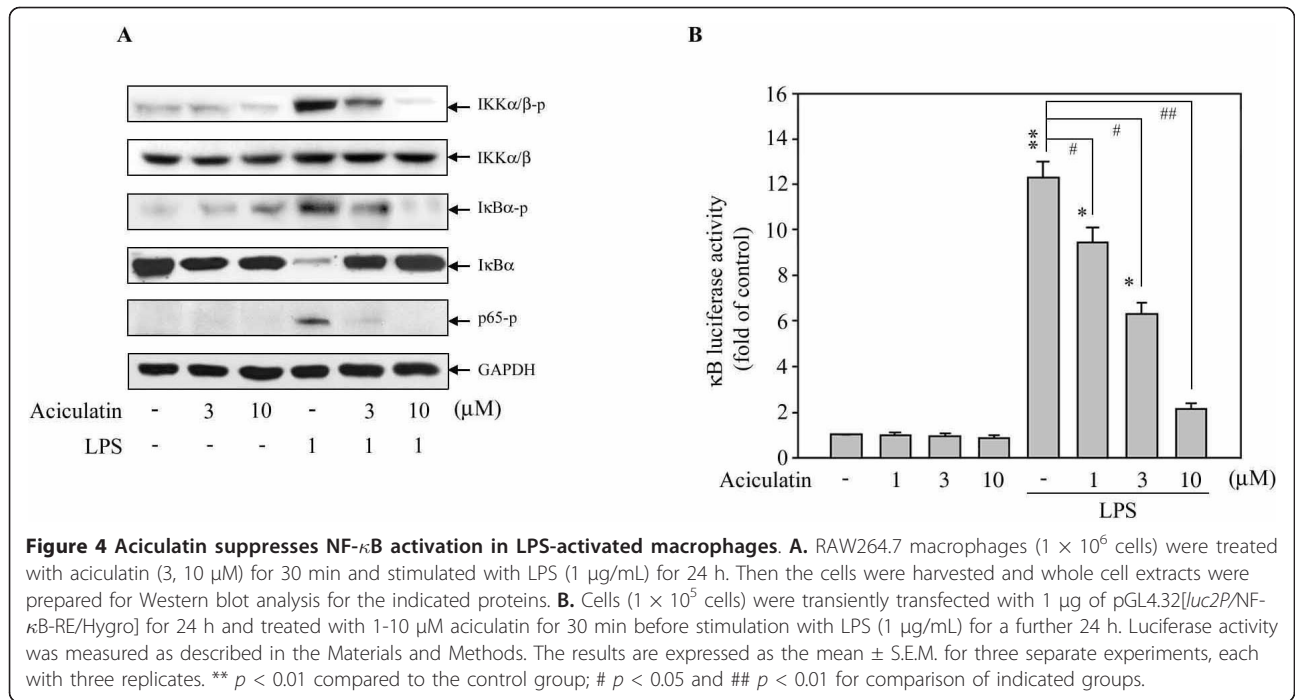 A
IKKα/β-p
IKKα/β
IκBα-p
IκBα
p65-p
GAPDH
Aciculatin - 3 10 - 3 10 (μM)
LPS - - - 1 1 1
B
κB luciferase activity
(fold of control)
16
14
12
10
8
6
4
2
0
**
*
*
#
#
##
Aciculatin - 1 3 10 - 1 3 10 (μM)
LPS
Figure 4 Aciculatin suppresses NF-κB activation in LPS-activated macrophages. A. RAW264.7 macrophages (1 × 10⁶ cells) were treated
with aciculatin (3, 10 μM) for 30 min and stimulated with LPS (1 μg/mL) for 24 h. Then the cells were harvested and whole cell extracts were
prepared for Western blot analysis for the indicated proteins. B. Cells (1 × 10⁵ cells) were transiently transfected with 1 μg of pGL4.32[luc2P/NF-
κB-RE/Hygro] for 24 h and treated with 1-10 μM aciculatin for 30 min before stimulation with LPS (1 μg/mL) for a further 24 h. Luciferase activity
was measured as described in the Materials and Methods. The results are expressed as the mean ± S.E.M. for three separate experiments, each
with three replicates. ** p < 0.01 compared to the control group; # p < 0.05 and ## p < 0.01 for comparison of indicated groups.